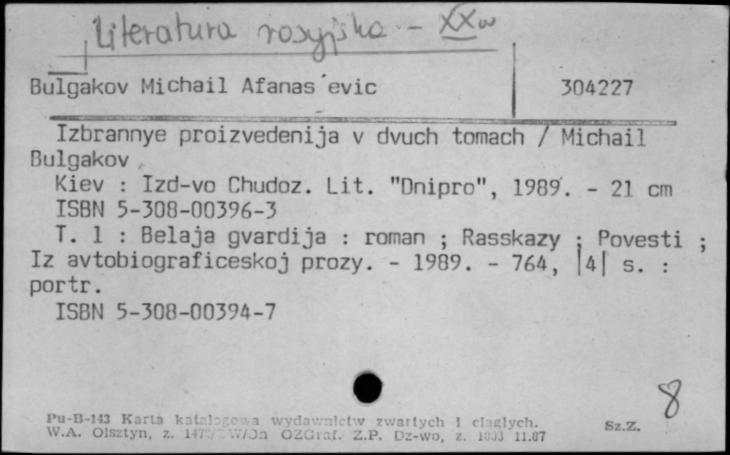 Literatura rosyjska - XXw
Bulgakov Michail Afanas´evic 304227
Izbrannye proizvedenija v dvuch tomach / Michail
Bulgakov
Kiev : Izd-vo Chudoz. Lit. "Dnipro", 1989. - 21 cm
ISBN 5-308-00396-3
T. 1 : Belaja gvardija : roman ; Rasskazy ; Povesti ;
Iz avtobiograficeskoj prozy. - 1989. - 764, |4| s. :
portr.
ISBN 5-308-00394-7
8
Pu-B-143 Karta katalogowa wydawnictw zwartych i ciągłych. Sz.Z.
W.A. Olsztyn, z. OZGraf. Z.P. Dz-wo, z. 11.87